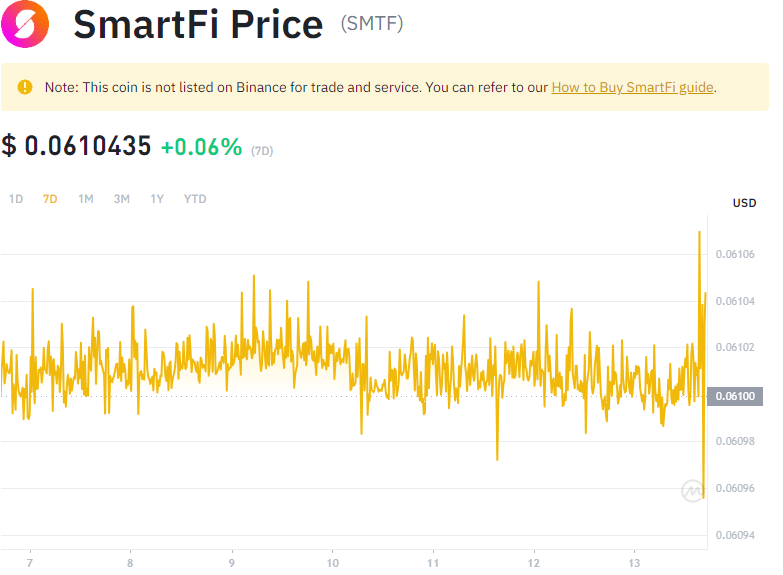 SmartFi Price (SMTF)
Note: This coin is not listed on Binance for trade and service. You can refer to our How to Buy SmartFi guide.
$ 0.0610435 +0.06% (7D)
1D 7D 1M 3M 1Y YTD
USD
0.06106
0.06104
0.06102
0.06100
0.06098
0.06096
0.06094
7 8 9 10 11 12 13